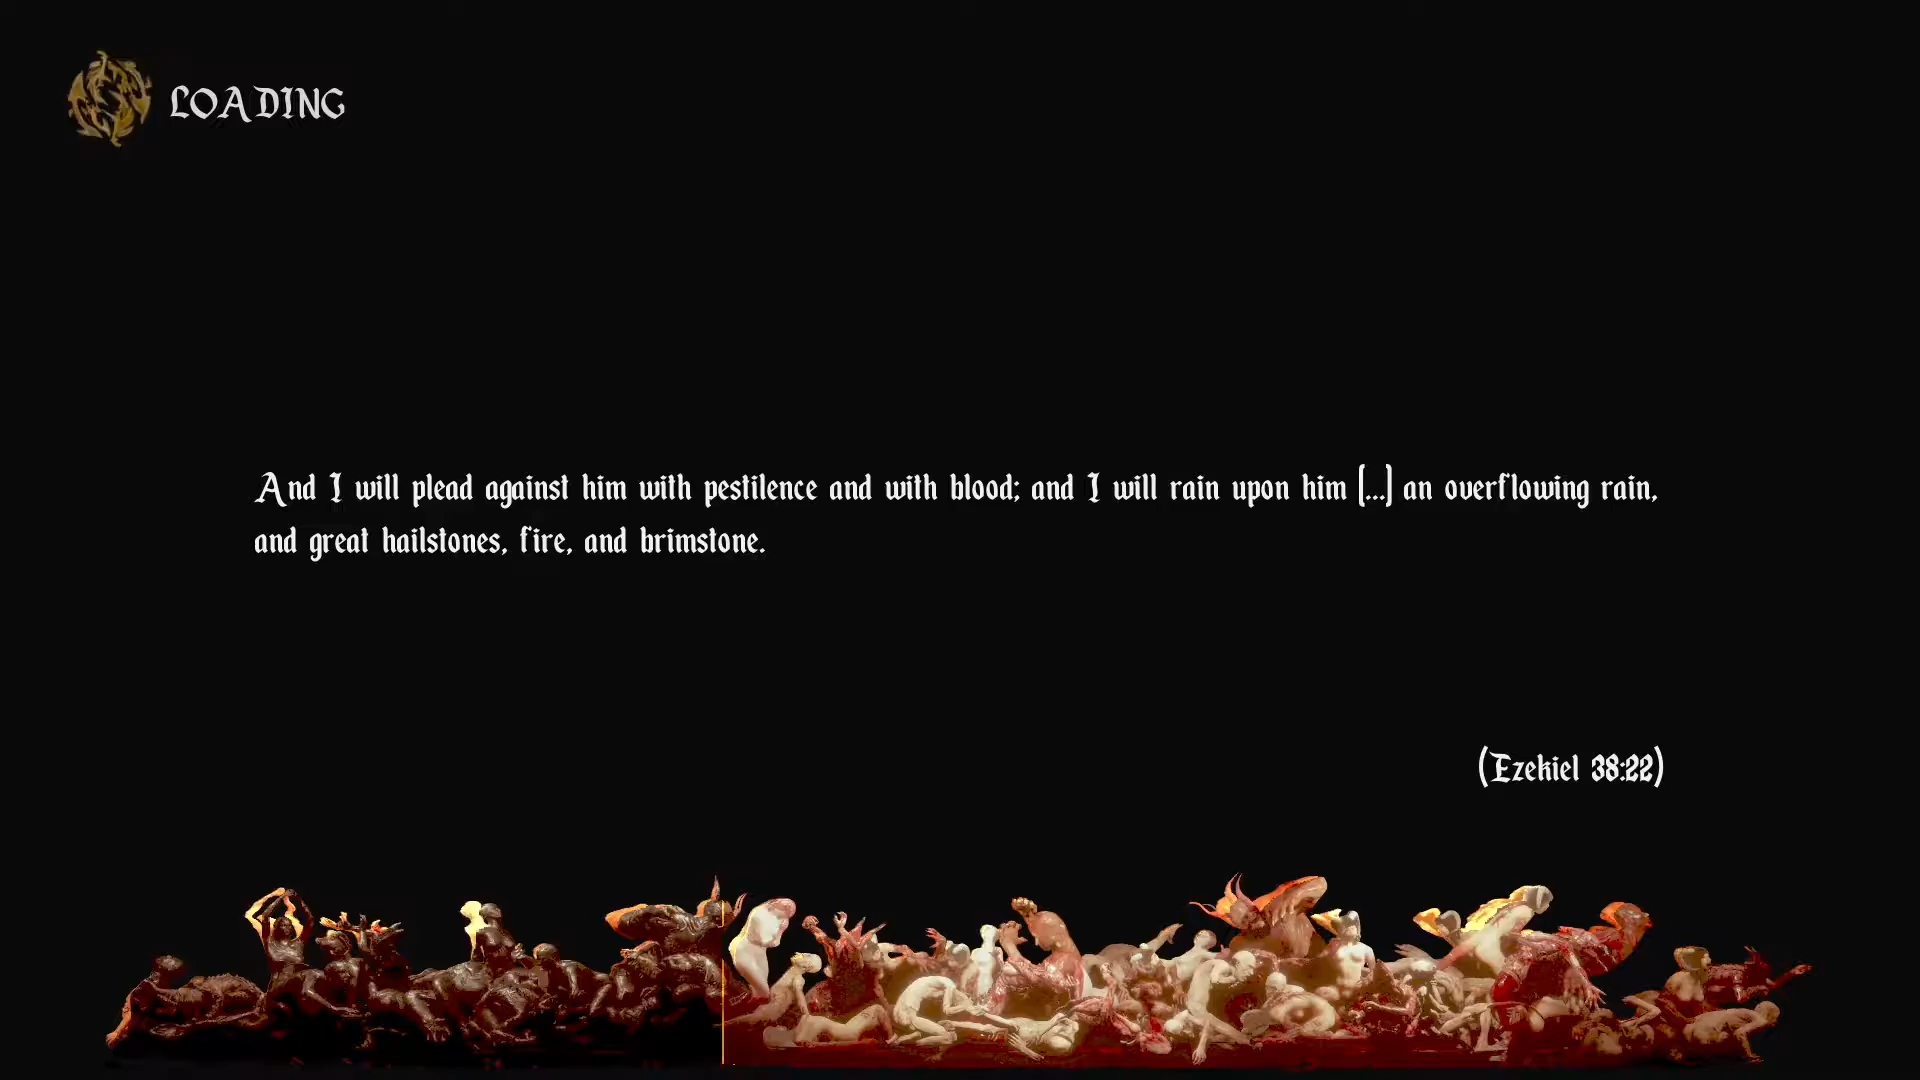 LOADING
And I will plead against him with pestilence and with blood; and I will rain upon him [...] an overflowing rain,
and great hailstones, fire, and brimstone.
(Ezekiel 38:22)